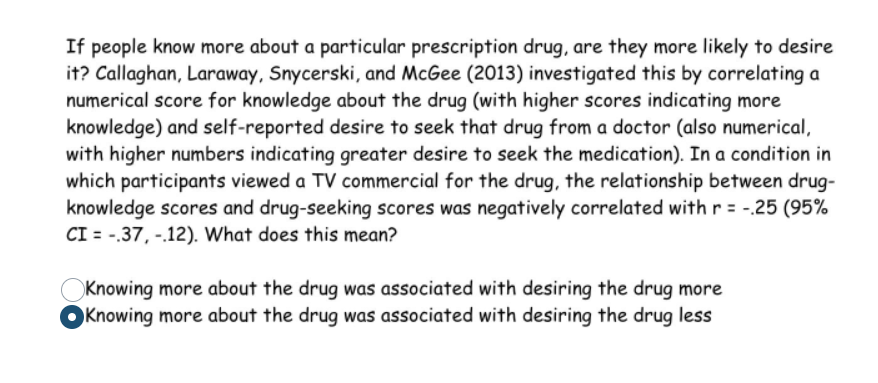 If people know more about a particular prescription drug, are they more likely to desire
it? Callaghan, Laraway, Snycerski, and McGee (2013) investigated this by correlating a
numerical score for knowledge about the drug (with higher scores indicating more
knowledge) and self-reported desire to seek that drug from a doctor (also numerical,
with higher numbers indicating greater desire to seek the medication). In a condition in
which participants viewed a TV commercial for the drug, the relationship between drug-
knowledge scores and drug-seeking scores was negatively correlated with r = -.25 (95%
CI = -.37, -.12). What does this mean?
Knowing more about the drug was associated with desiring the drug more
Knowing more about the drug was associated with desiring the drug less